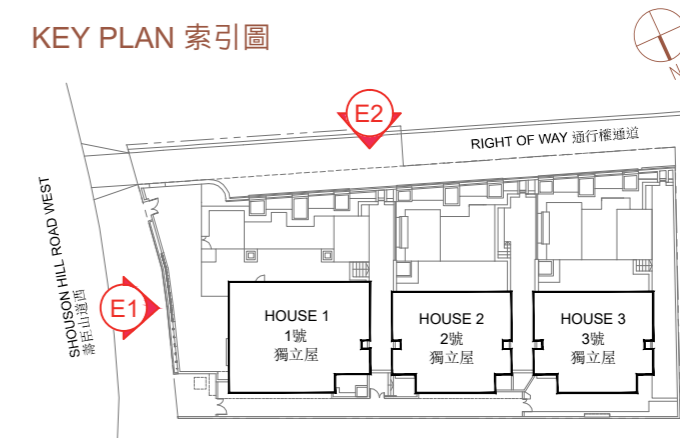 KEY PLAN 索引圖
N
E2
RIGHT OF WAY 通行權通道
SHOUSON HILL ROAD WEST
壽臣山道西
E1
HOUSE 1
1號
獨立屋
HOUSE 2
2號
獨立屋
HOUSE 3
3號
獨立屋